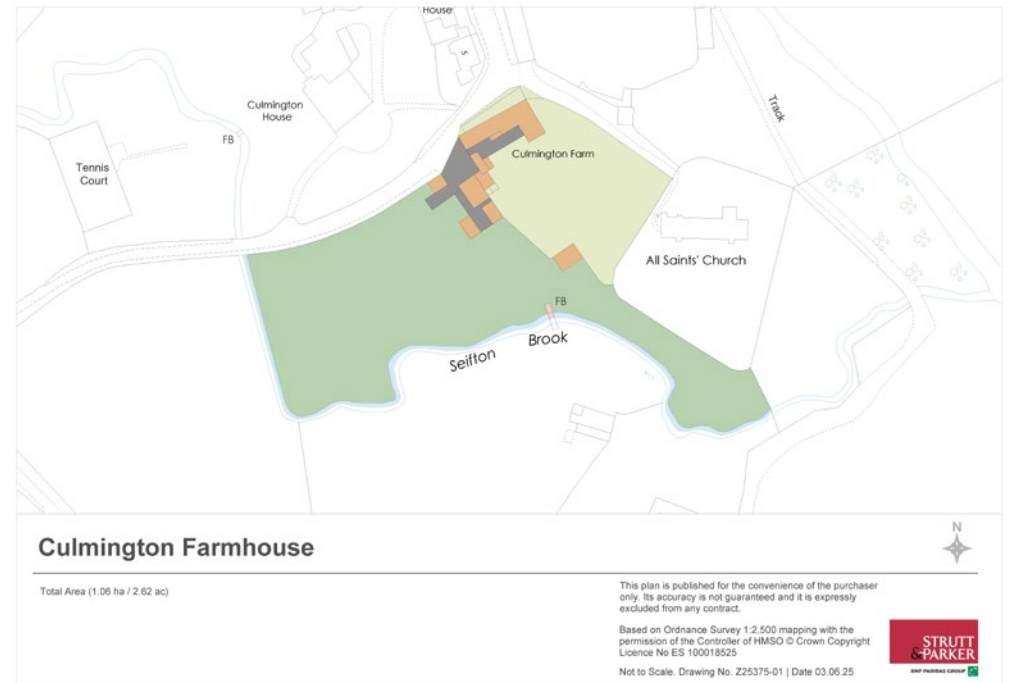 House
5
Culmington
House
FB
Track
Tennis
Court
Culmington Farm
All Saints' Church
FB
Seifton Brook
Culmington Farmhouse
N
Total Area (1.06 ha / 2.62 ac)
This plan is published for the convenience of the purchaser
only. Its accuracy is not guaranteed and it is expressly
excluded from any contract.
Based on Ordnance Survey 1:2,500 mapping with the
permission of the Controller of HMSO © Crown Copyright
Licence No ES 100018525
Not to Scale. Drawing No. Z25375-01 | Date 03.06.25
STRUTT
&PARKER
BNP PARIBAS GROUP